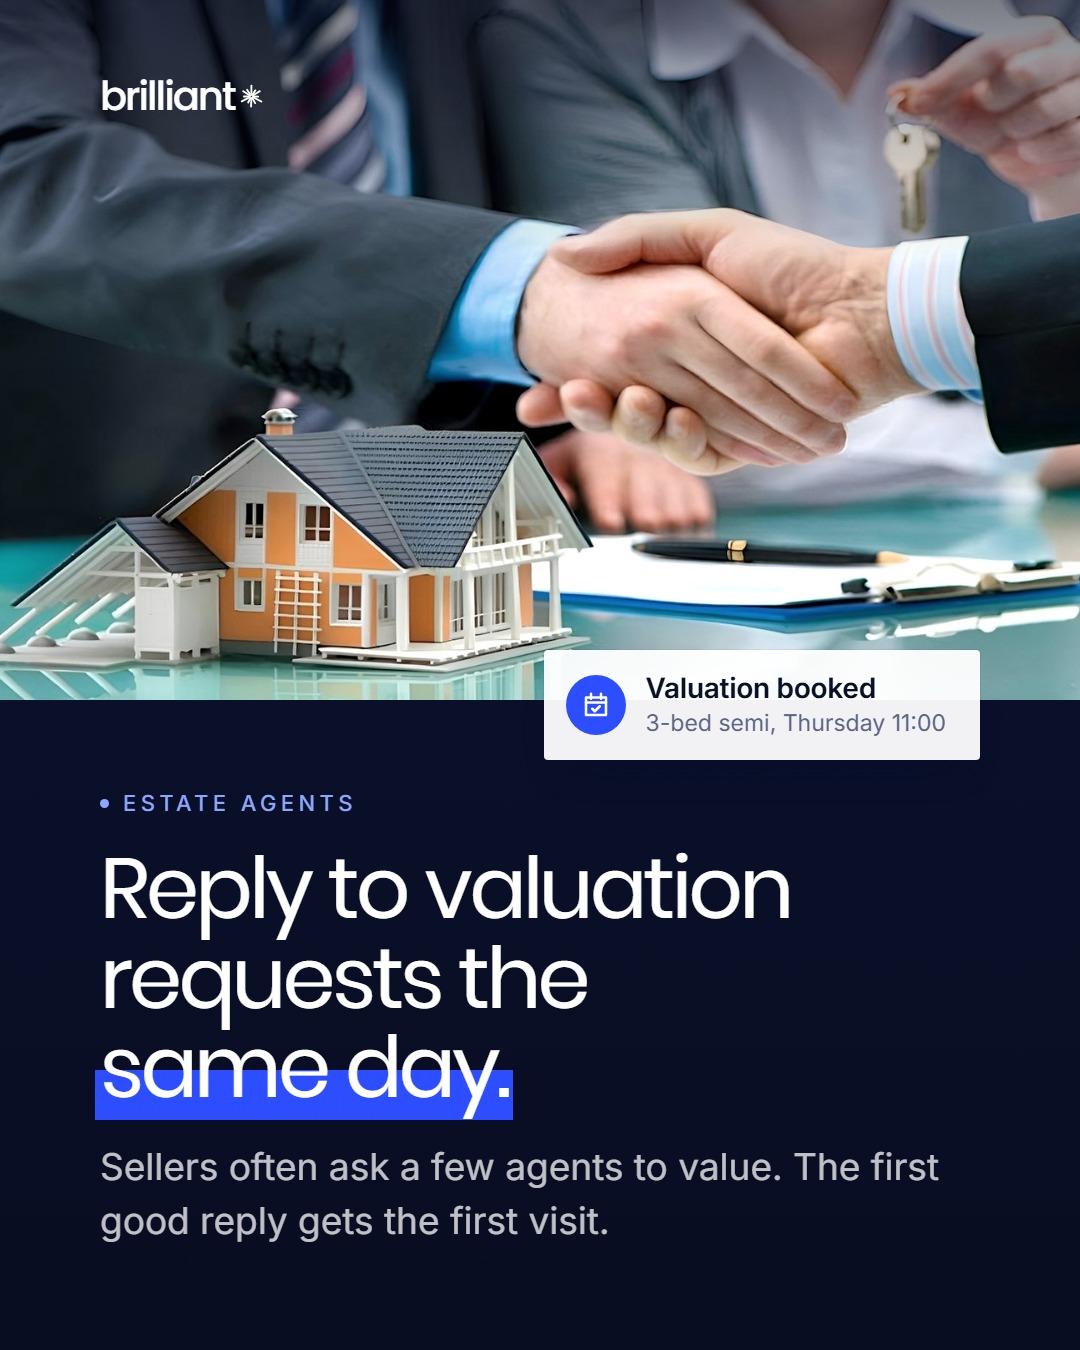 brilliant
Valuation booked
3-bed semi, Thursday 11:00
ESTATE AGENTS
Reply to valuation
requests the
same day.
Sellers often ask a few agents to value. The first
good reply gets the first visit.